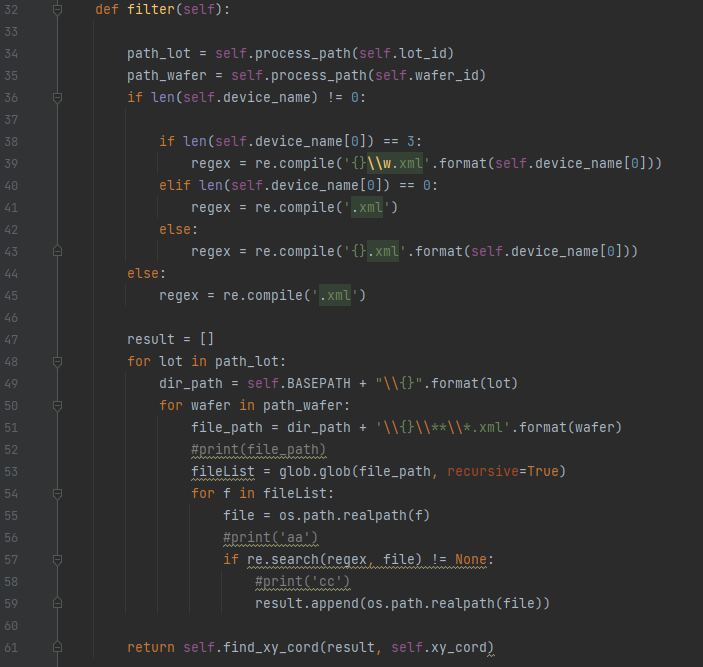 32 def filter(self):
33
34 path_lot = self.process_path(self.lot_id)
35 path_wafer = self.process_path(self.wafer_id)
36 if len(self.device_name) != 0:
37
38 if len(self.device_name[0]) == 3:
39 regex = re.compile('{}\\w.xml'.format(self.device_name[0]))
40 elif len(self.device_name[0]) == 0:
41 regex = re.compile('.xml')
42 else:
43 regex = re.compile('{}.xml'.format(self.device_name[0]))
44 else:
45 regex = re.compile('.xml')
46
47 result = []
48 for lot in path_lot:
49 dir_path = self.BASEPATH + "\\{}".format(lot)
50 for wafer in path_wafer:
51 file_path = dir_path + '\\{}\\**\\*.xml'.format(wafer)
52 #print(file_path)
53 fileList = glob.glob(file_path, recursive=True)
54 for f in fileList:
55 file = os.path.realpath(f)
56 #print('aa')
57 if re.search(regex, file) != None:
58 #print('cc')
59 result.append(os.path.realpath(file))
60
61 return self.find_xy_cord(result, self.xy_cord)